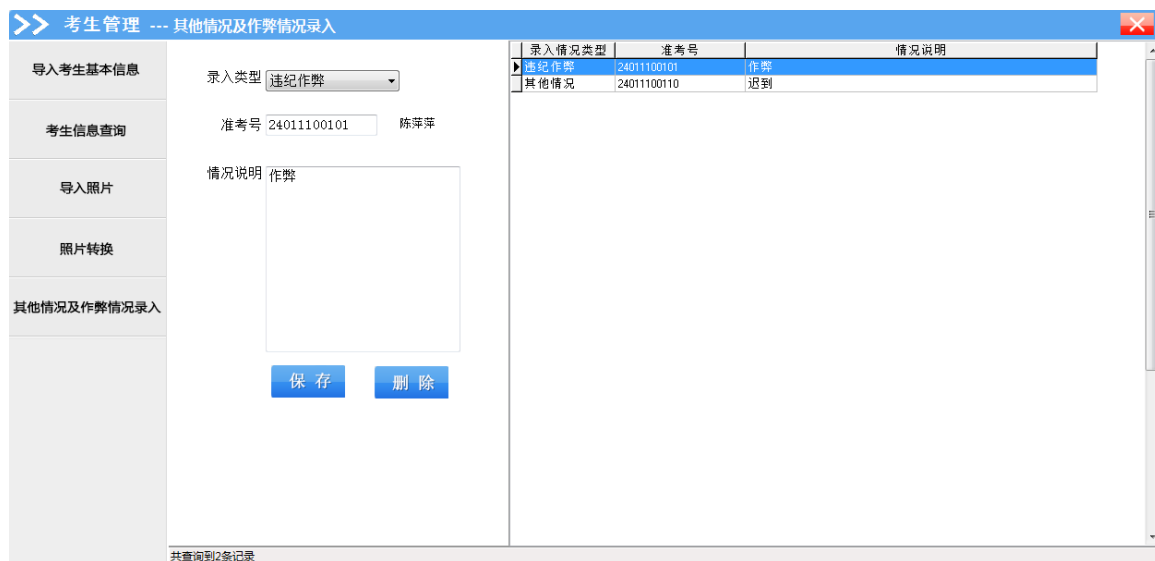 >> 考生管理 --- 其他情况及作弊情况录入
导入考生基本信息
考生信息查询
导入照片
照片转换
其他情况及作弊情况录入
录入类型 违纪作弊
准考号 24011100101 陈萍萍
情况说明 作弊
保存 删除
录入情况类型 准考号 情况说明
违纪作弊 24011100101 作弊
其他情况 24011100110 迟到
共查询到2条记录